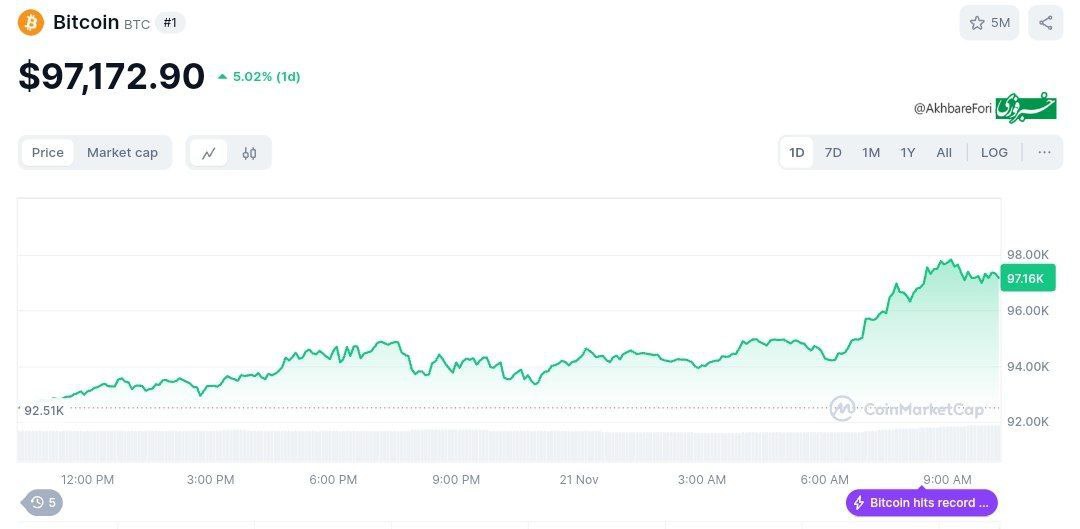 Bitcoin BTC #1
5M
$97,172.90 5.02% (1d)
@AkhbareFori خبرفوری
Price Market cap
1D 7D 1M 1Y All LOG ...
98.00K
97.16K
96.00K
94.00K
92.51K
CoinMarketCap
92.00K
12:00 PM 3:00 PM 6:00 PM 9:00 PM 21 Nov 3:00 AM 6:00 AM 9:00 AM
5
Bitcoin hits record ...